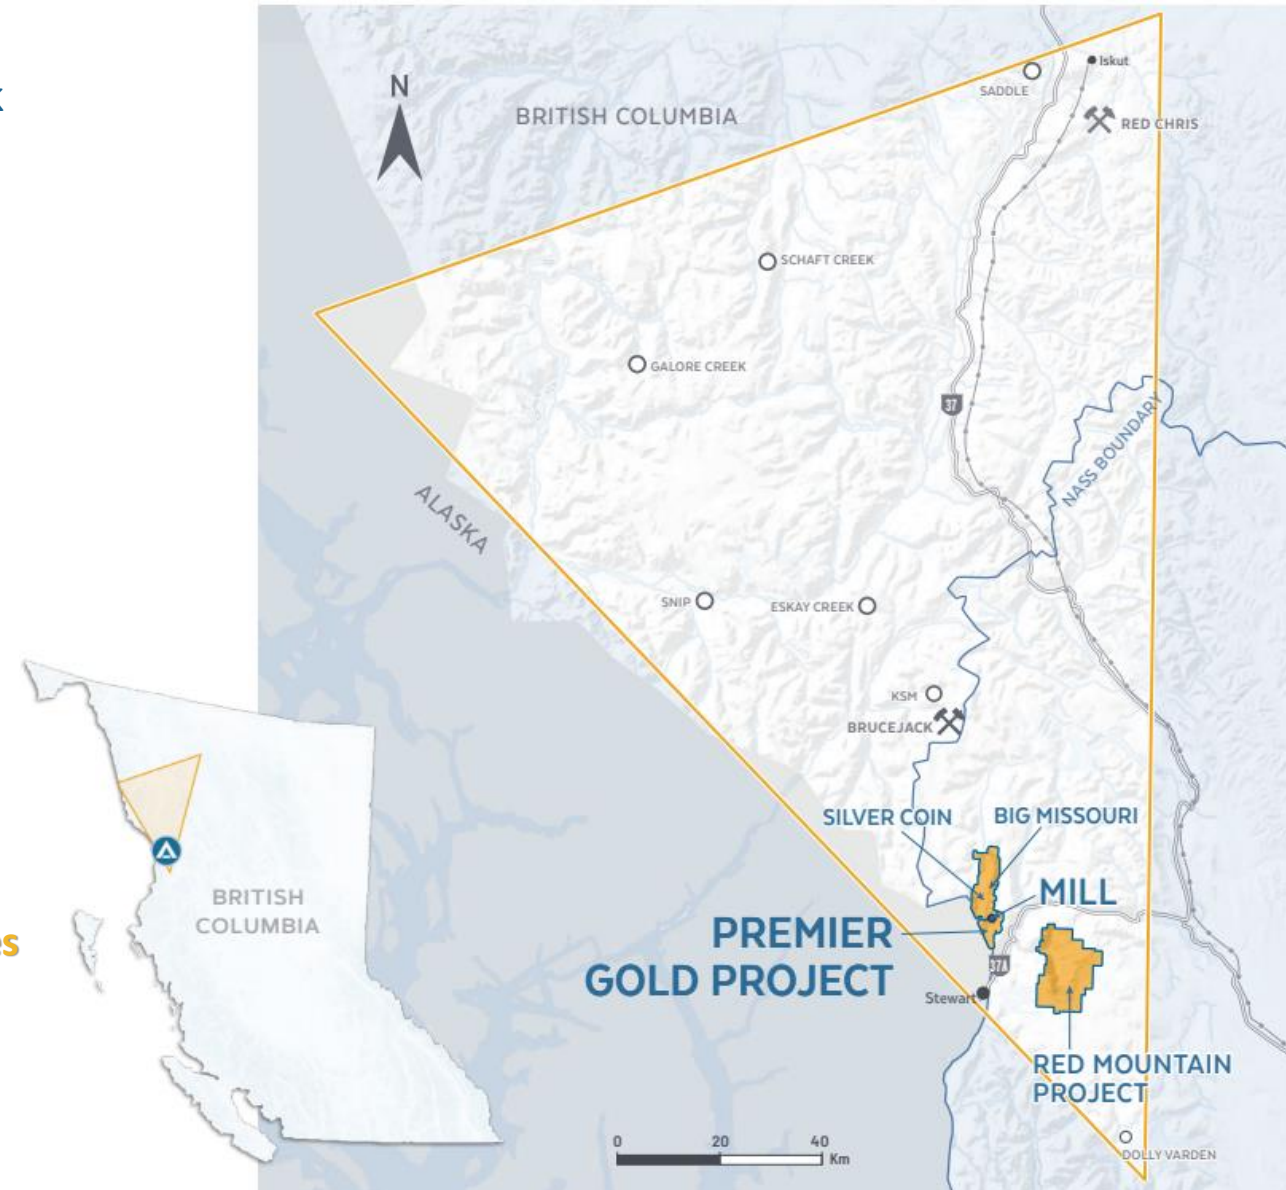 N
BRITISH COLUMBIA
Iskut
SADDLE
RED CHRIS
SCHAFT CREEK
GALORE CREEK
37
NASS BOUNDARY
ALASKA
SNIP
ESKAY CREEK
KSM
BRUCEJACK
SILVER COIN
BIG MISSOURI
MILL
PREMIER
GOLD PROJECT
37A
Stewart
RED MOUNTAIN
PROJECT
DOLLY VARDEN
0 20 40
Km
BRITISH
COLUMBIA
es